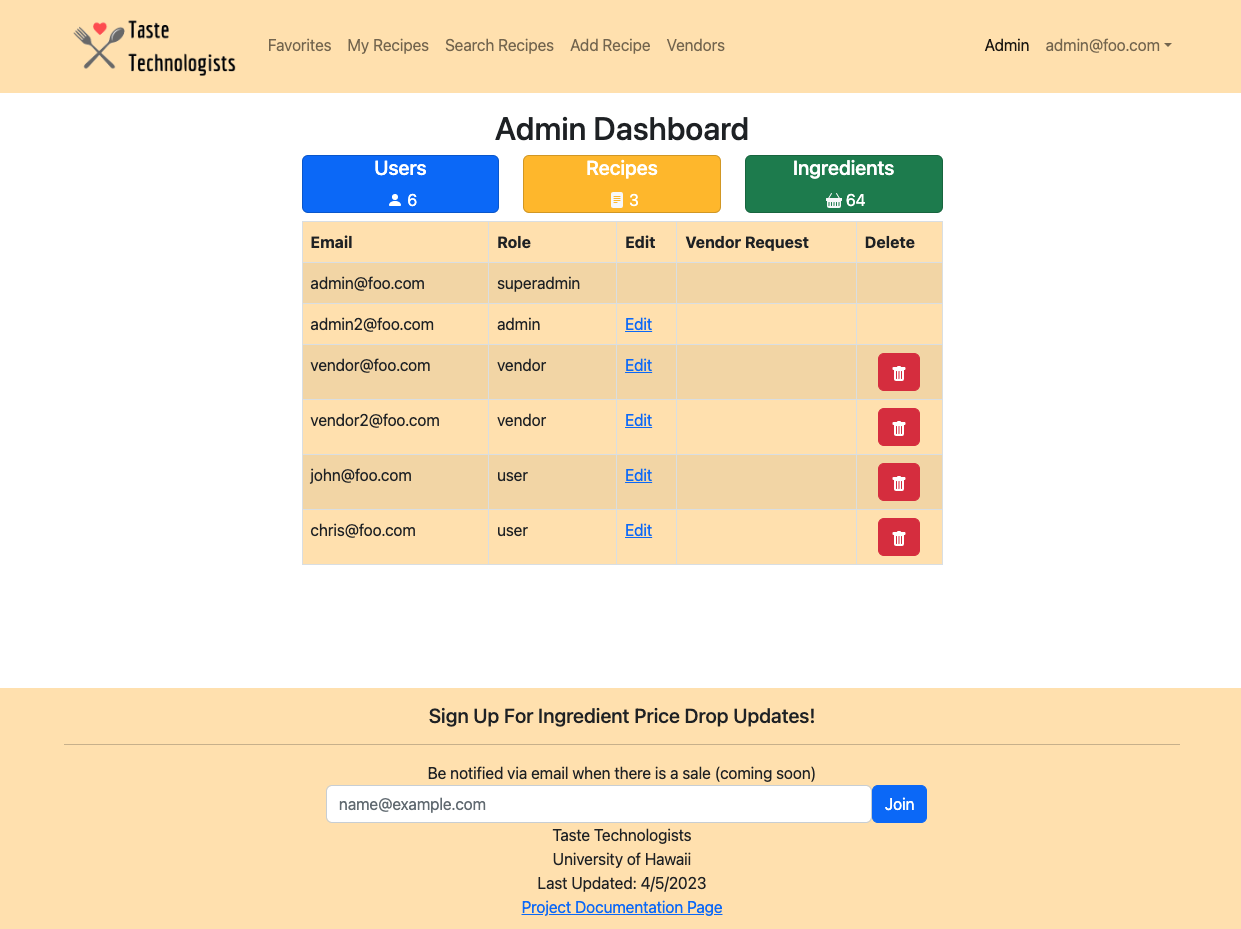 Taste
Technologists
Favorites My Recipes Search Recipes Add Recipe Vendors Admin admin@foo.com
Admin Dashboard
Users Recipes Ingredients
6 3 64
Email Role Edit Vendor Request Delete
admin@foo.com superadmin
admin2@foo.com admin Edit
vendor@foo.com vendor Edit
vendor2@foo.com vendor Edit
john@foo.com user Edit
chris@foo.com user Edit
Sign Up For Ingredient Price Drop Updates!
Be notified via email when there is a sale (coming soon)
name@example.com Join
Taste Technologists
University of Hawaii
Last Updated: 4/5/2023
Project Documentation Page